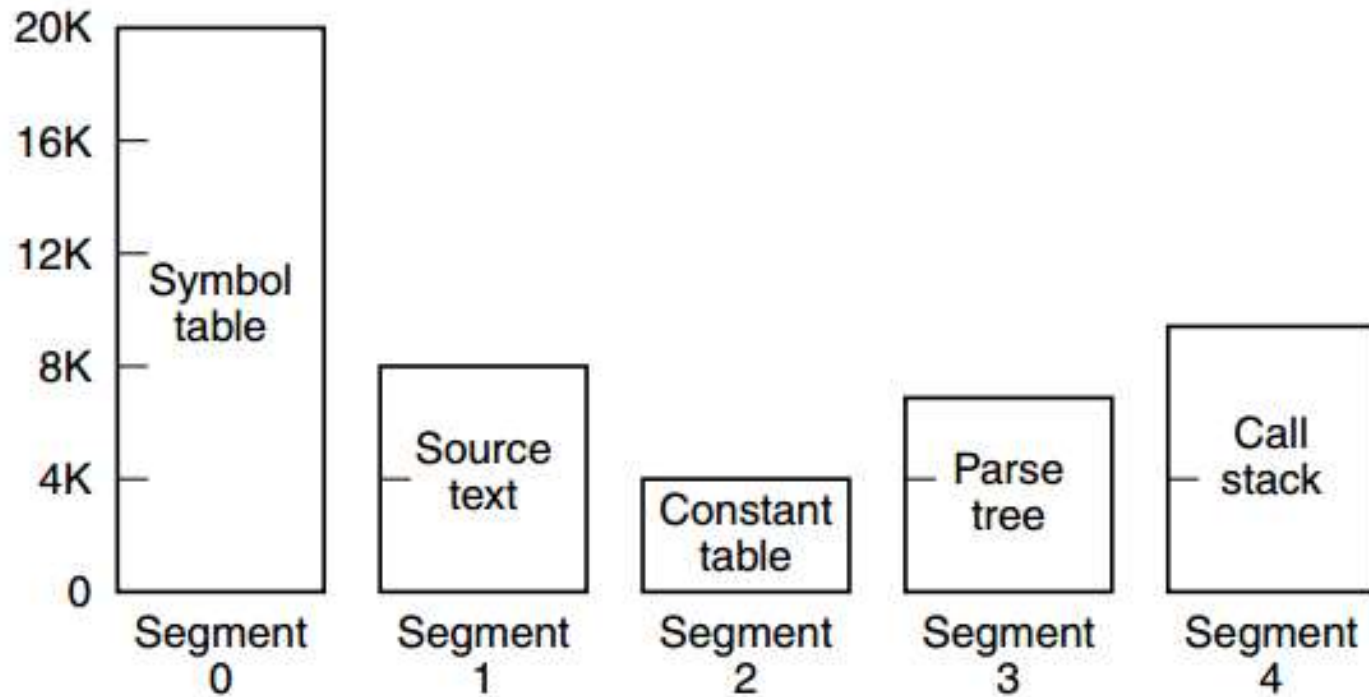 20K
16K
12K
8K
4K
0
Symbol
table
Segment
0
Source
text
Segment
1
Constant
table
Segment
2
Parse
tree
Segment
3
Call
stack
Segment
4